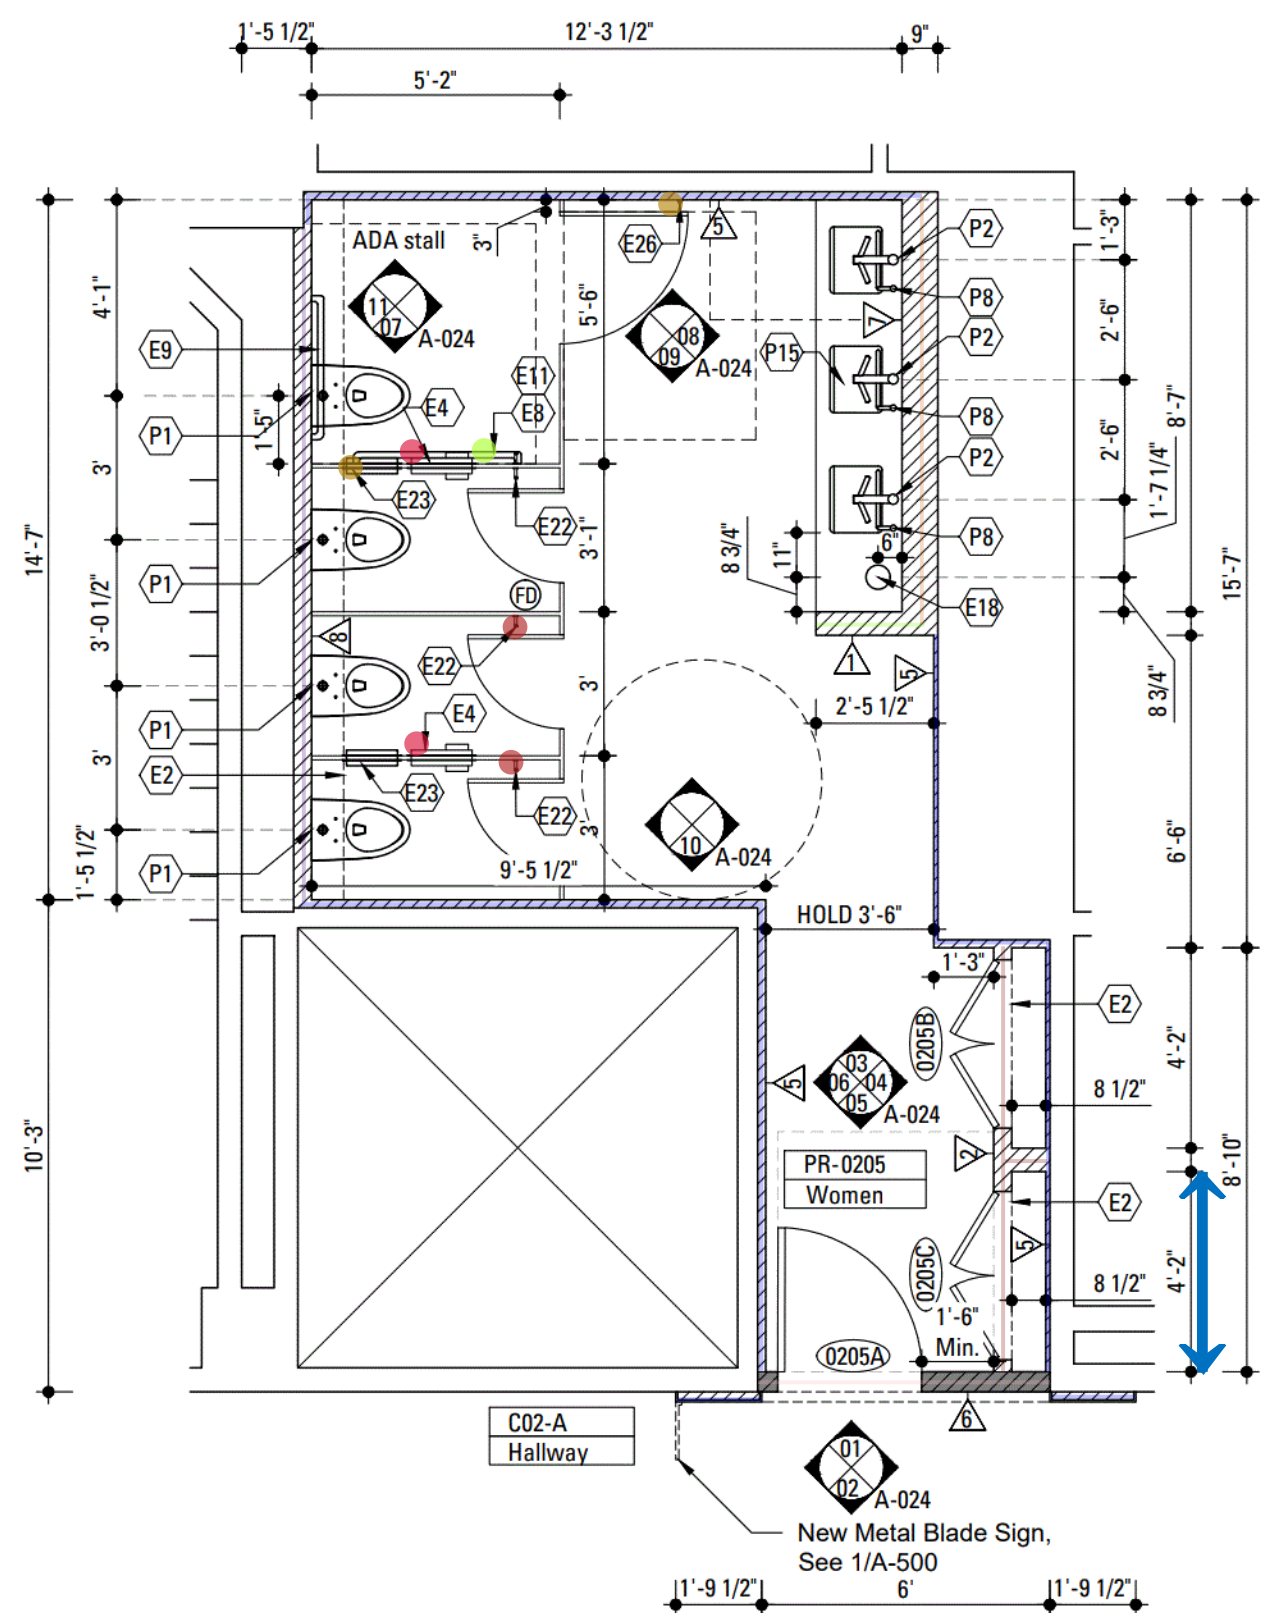 1'-5 1/2"
12'-3 1/2"
9"
5'-2"
ADA stall
3"
E26
5
P2
1'-3"
4'-1"
11
07
A-024
5'-6"
08
09
A-024
7
P8
2'-6"
E9
P15
P2
E11
E4
E8
P8
8'-7"
P1
1'-5"
2'-6"
P2
3'
1'-7 1/4"
E23
E22
3'-1"
8 3/4"
11"
6"
P8
14'-7"
P1
FD
E18
15'-7"
3'-0 1/2"
8
E22
1
5
8 3/4"
3'
P1
E4
2'-5 1/2"
3'
E2
E23
E22
3'
10
A-024
6'-6"
1'-5 1/2"
P1
9'-5 1/2"
HOLD 3'-6"
1'-3"
E2
0205B
4'-2"
03
06
04
05
A-024
5
8 1/2"
10'-3"
2
8'-10"
PR-0205
Women
E2
5
0205C
4'-2"
8 1/2"
1'-6"
Min.
0205A
C02-A
Hallway
6
01
02
A-024
New Metal Blade Sign,
See 1/A-500
1'-9 1/2"
6'
1'-9 1/2"